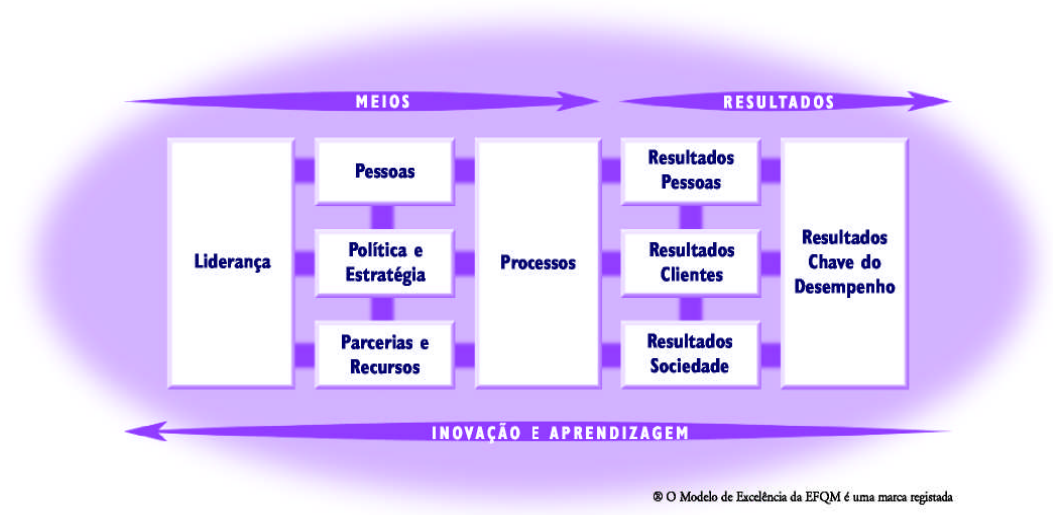 MEIOS
RESULTADOS
Liderança
Pessoas
Política e
Estratégia
Parcerias e
Recursos
Processos
Resultados
Pessoas
Resultados
Clientes
Resultados
Sociedade
Resultados
Chave do
Desempenho
INOVAÇÃO E APRENDIZAGEM
® O Modelo de Excelência da EFQM é uma marca registada